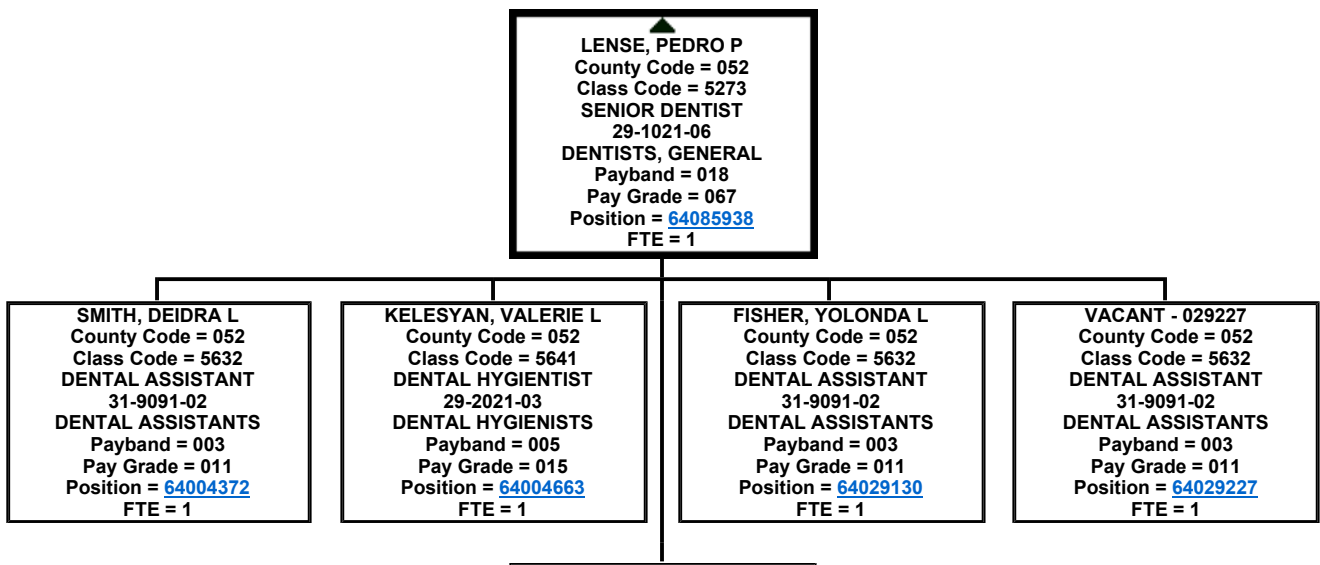 LENSE, PEDRO P
County Code = 052
Class Code = 5273
SENIOR DENTIST
29-1021-06
DENTISTS, GENERAL
Payband = 018
Pay Grade = 067
Position = 64085938
FTE = 1
SMITH, DEIDRA L
County Code = 052
Class Code = 5632
DENTAL ASSISTANT
31-9091-02
DENTAL ASSISTANTS
Payband = 003
Pay Grade = 011
Position = 64004372
FTE = 1
KELESYAN, VALERIE L
County Code = 052
Class Code = 5641
DENTAL HYGIENTIST
29-2021-03
DENTAL HYGIENISTS
Payband = 005
Pay Grade = 015
Position = 64004663
FTE = 1
FISHER, YOLONDA L
County Code = 052
Class Code = 5632
DENTAL ASSISTANT
31-9091-02
DENTAL ASSISTANTS
Payband = 003
Pay Grade = 011
Position = 64029130
FTE = 1
VACANT - 029227
County Code = 052
Class Code = 5632
DENTAL ASSISTANT
31-9091-02
DENTAL ASSISTANTS
Payband = 003
Pay Grade = 011
Position = 64029227
FTE = 1